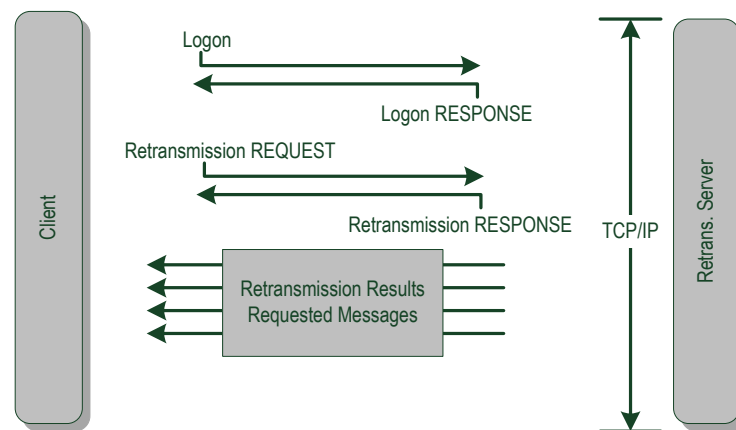 Logon
Logon RESPONSE
Retransmission REQUEST
Retransmission RESPONSE
Client
TCP/IP
Retrans. Server
Retransmission Results
Requested Messages